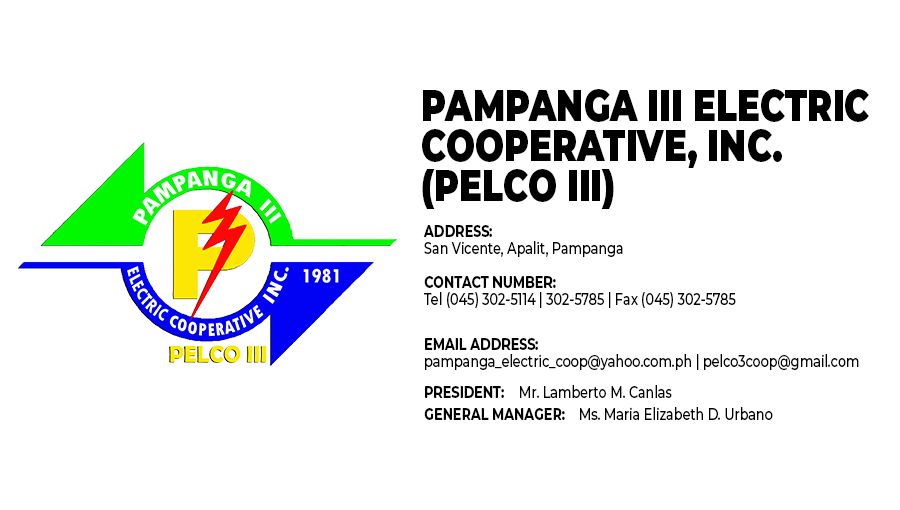 PAMPANGA III
ELECTRIC COOPERATIVE INC.
1981
PELCO III
PAMPANGA III ELECTRIC
COOPERATIVE, INC.
(PELCO III)
ADDRESS:
San Vicente, Apalit, Pampanga
CONTACT NUMBER:
Tel (045) 302-5114 | 302-5785 | Fax (045) 302-5785
EMAIL ADDRESS:
pampanga_electric_coop@yahoo.com.ph | pelco3coop@gmail.com
PRESIDENT: Mr. Lamberto M. Canlas
GENERAL MANAGER: Ms. Maria Elizabeth D. Urbano